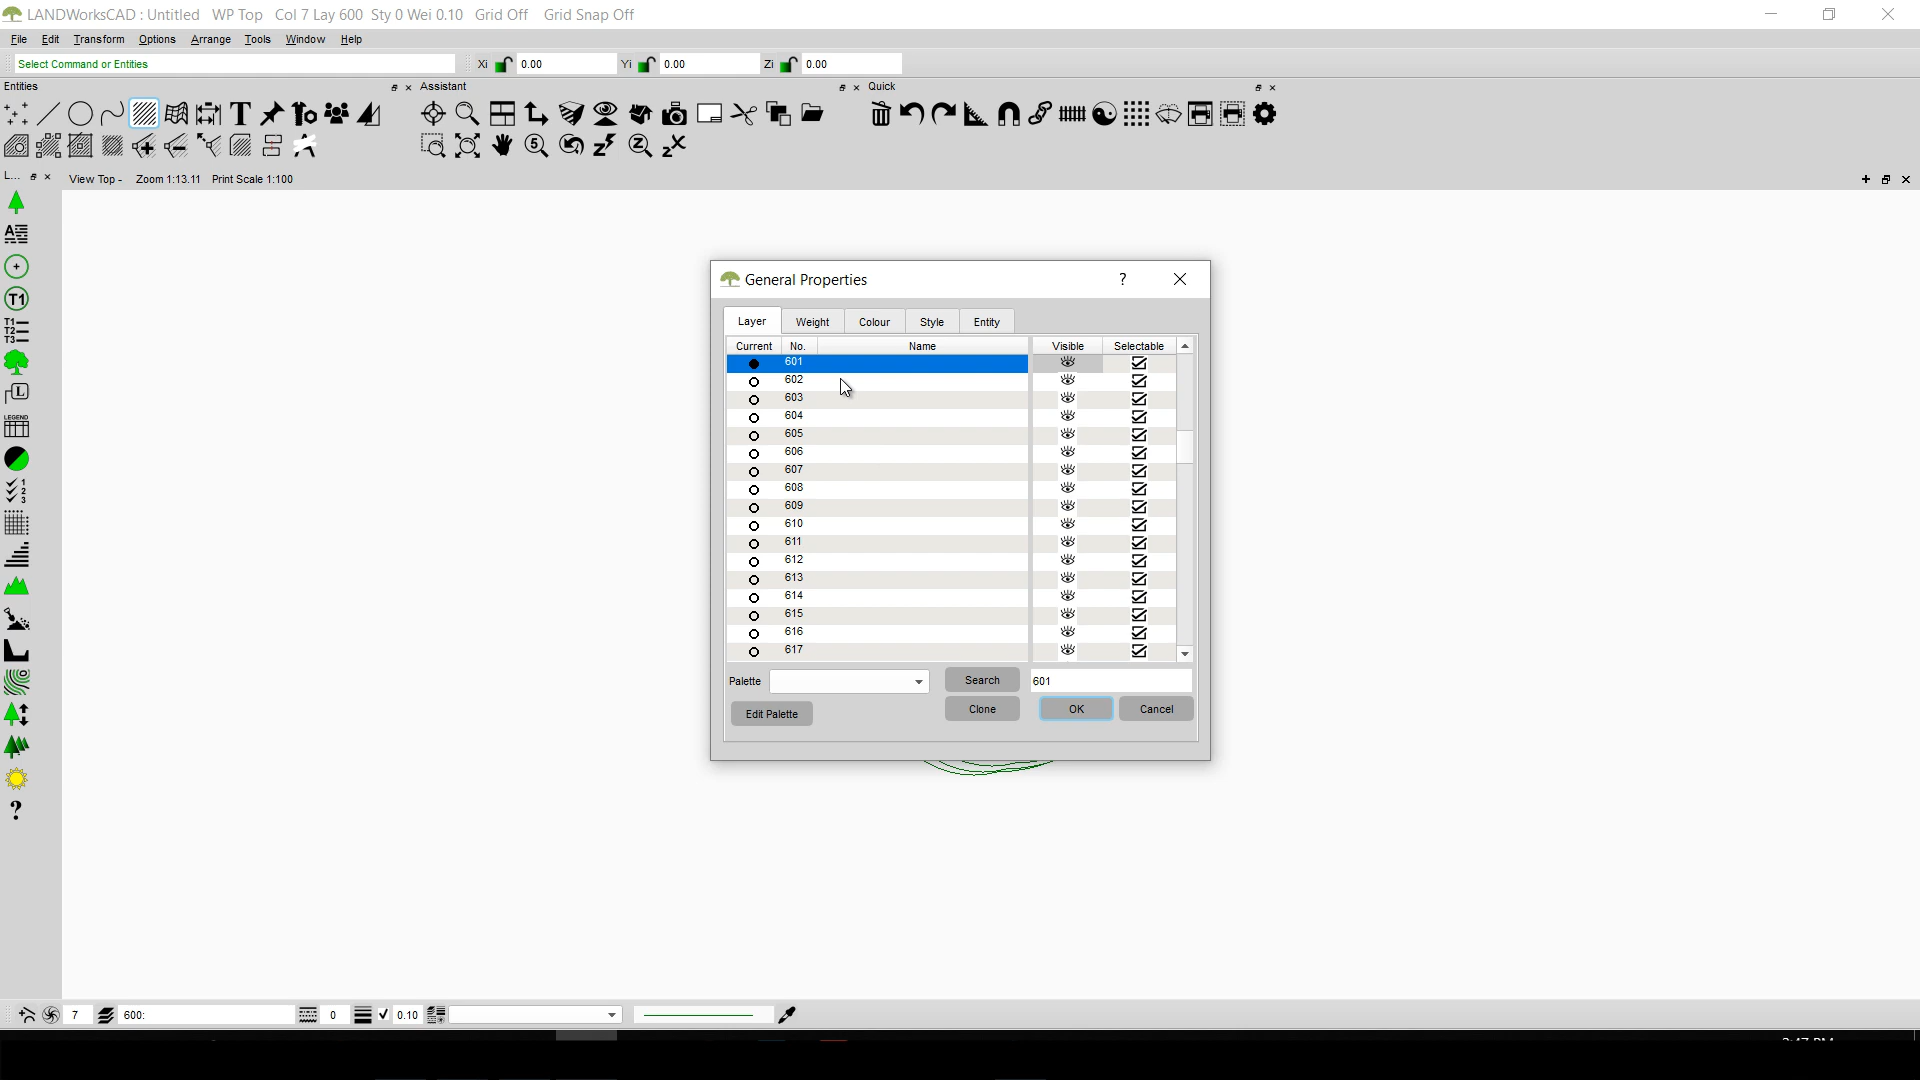 LANDWorksCAD : Untitled WP Top Col 7 Lay 600 Sty 0 Wei 0.10 Grid Off Grid Snap Off
File Edit Transform Options Arrange Tools Window Help
Select Command or Entities Xi 0.00 Yi 0.00 Zi 0.00
Entities Assistant Quick
L... View Top - Zoom 1:13.11 Print Scale 1:100
General Properties ?
Layer Weight Colour Style Entity
Current No. Name Visible Selectable
601
602
603
604
605
606
607
608
609
610
611
612
613
614
615
616
617
Palette Search 601
Edit Palette Clone OK Cancel
7 600: 0 0.10